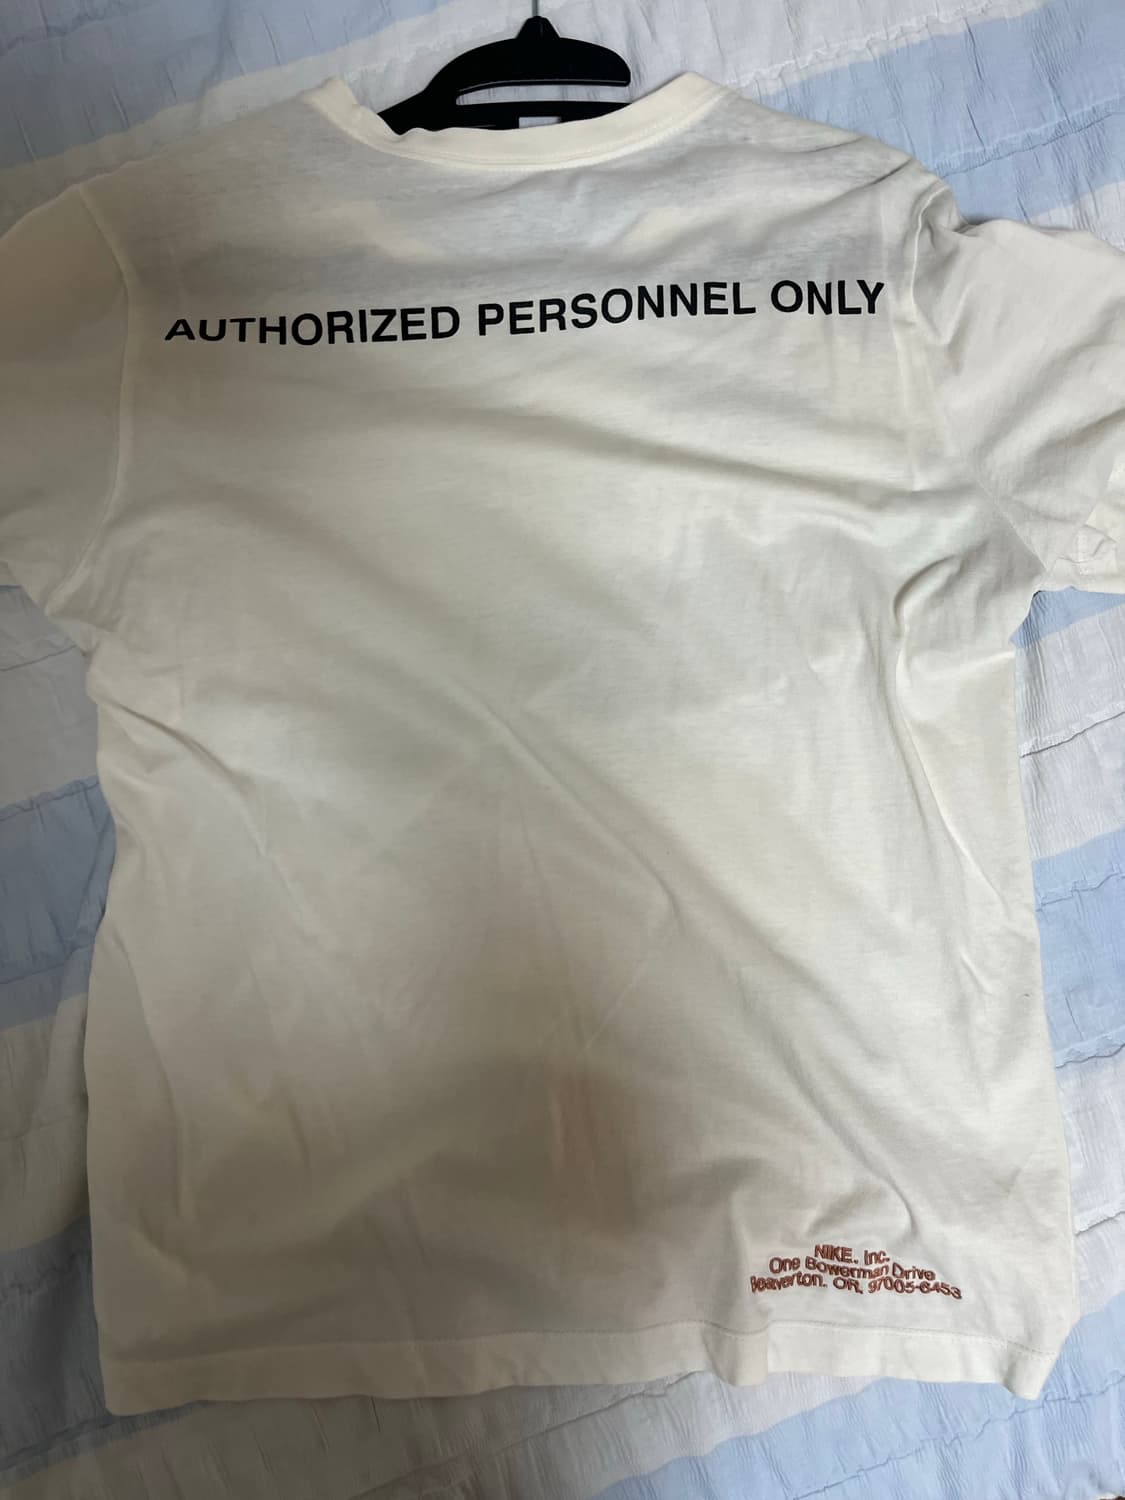 AUTHORIZED PERSONNEL ONLY
NIKE, Inc.
One Bowerman Drive
Beaverton, OR, 97005-6453